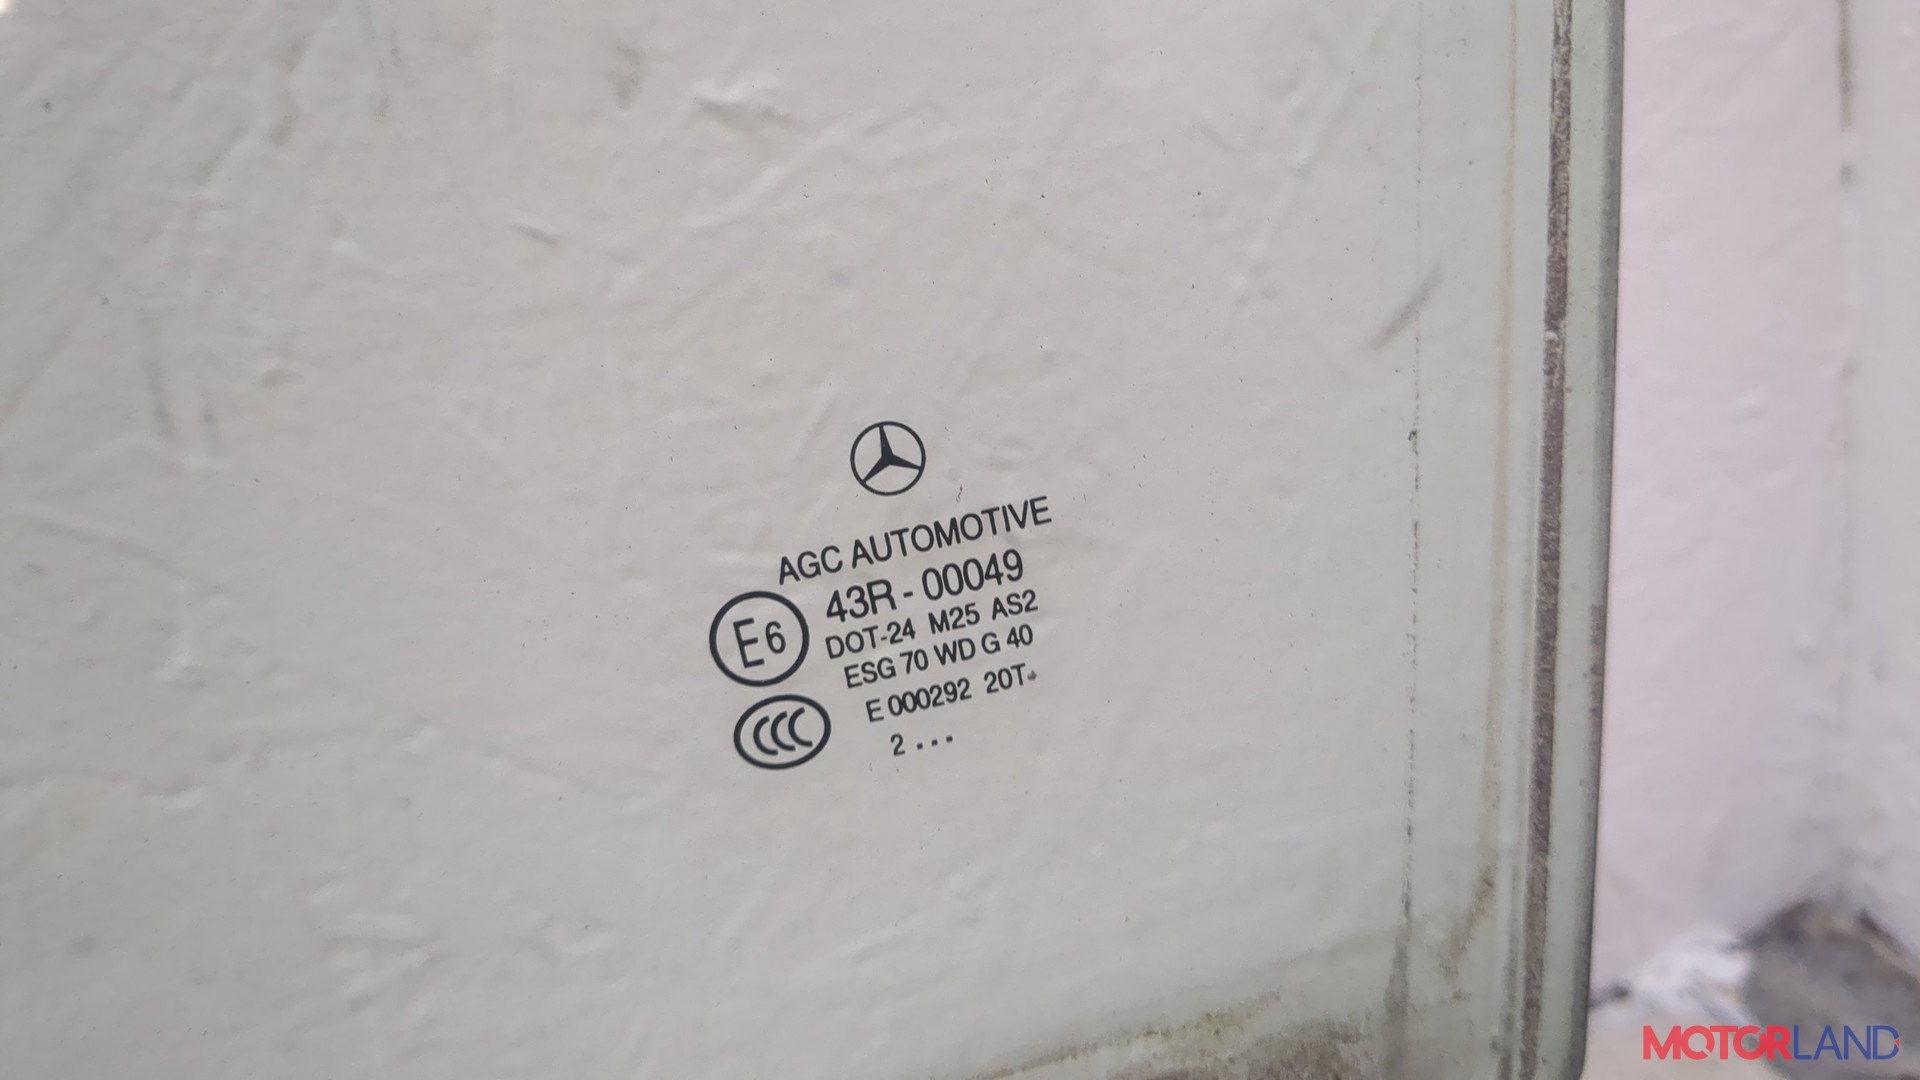 AGC AUTOMOTIVE
43R - 00049
DOT-24 M25 AS2
ESG 70 WD G 40
E6
E 000292 20T
CCC
2 ...
MOTORLAND